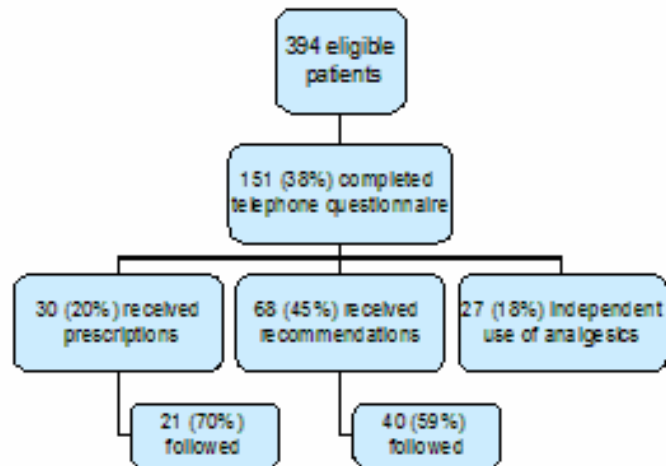 394 eligible
patients
151 (38%) completed
telephone questionnaire
30 (20%) received
prescriptions
68 (45%) received
recommendations
27 (18%) independent
use of analgesics
21 (70%)
followed
40 (59%)
followed